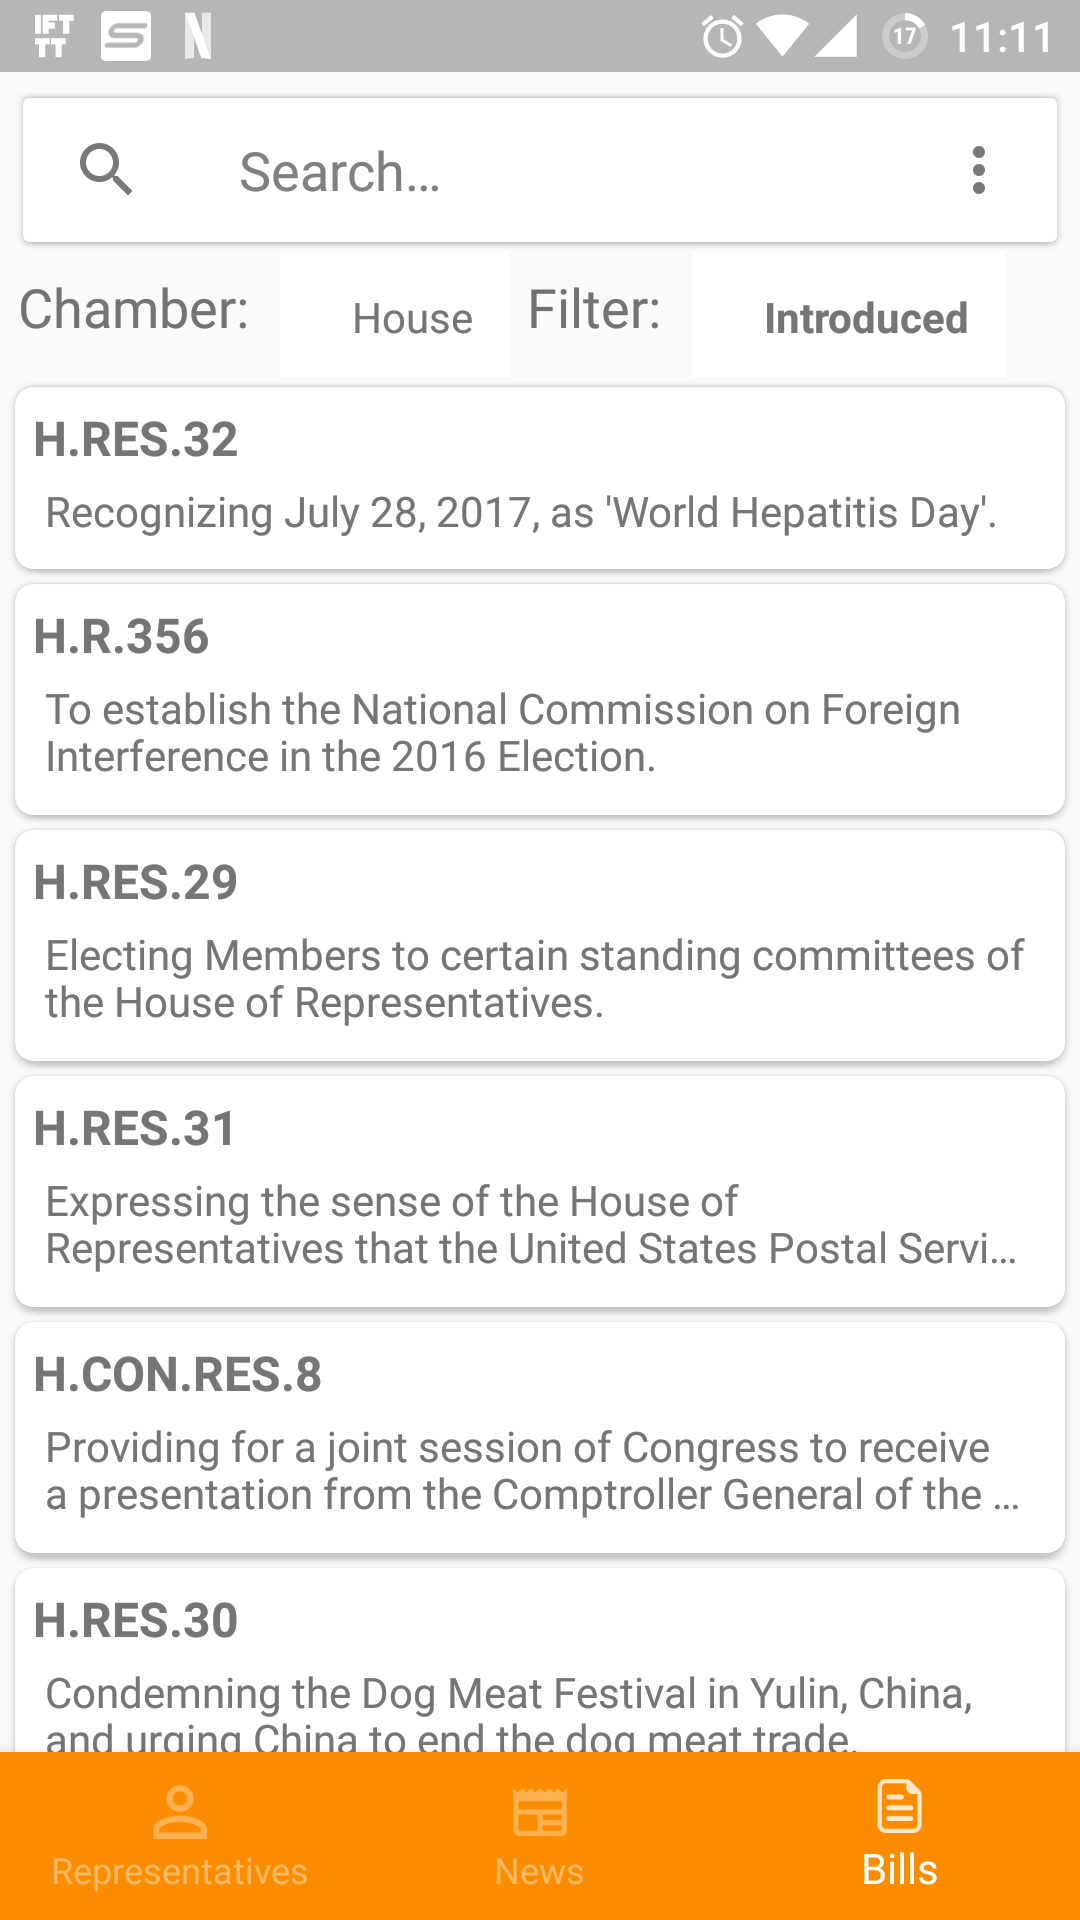 IF
TT
17 11:11
Search...
Chamber: House Filter: Introduced
H.RES.32
Recognizing July 28, 2017, as 'World Hepatitis Day'.
H.R.356
To establish the National Commission on Foreign
Interference in the 2016 Election.
H.RES.29
Electing Members to certain standing committees of
the House of Representatives.
H.RES.31
Expressing the sense of the House of
Representatives that the United States Postal Servi...
H.CON.RES.8
Providing for a joint session of Congress to receive
a presentation from the Comptroller General of the ...
H.RES.30
Condemning the Dog Meat Festival in Yulin, China,
and urging China to end the dog meat trade.
Representatives News Bills